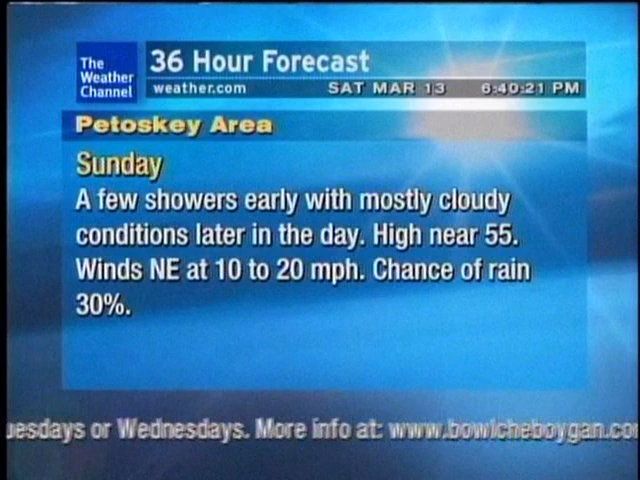 The
Weather
Channel
36 Hour Forecast
weather.com SAT MAR 13 6:40:21 PM
Petoskey Area
Sunday
A few showers early with mostly cloudy
conditions later in the day. High near 55.
Winds NE at 10 to 20 mph. Chance of rain
30%.
uesdays or Wednesdays. More info at: www.bowlcheboygan.co